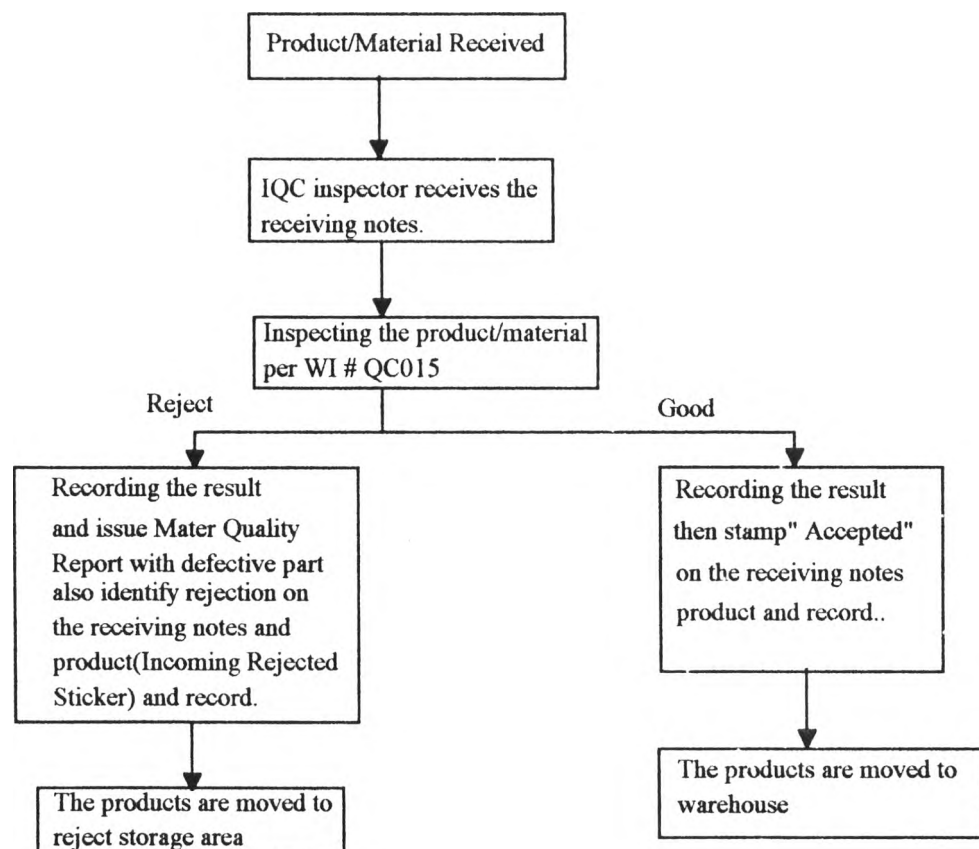 Product/Material Received
IQC inspector receives the
receiving notes.
Inspecting the product/material
per WI # QC015
Reject
Good
Recording the result
and issue Mater Quality
Report with defective part
also identify rejection on
the receiving notes and
product(Incoming Rejected
Sticker) and record.
Recording the result
then stamp" Accepted"
on the receiving notes
product and record..
The products are moved to
reject storage area
The products are moved to
warehouse